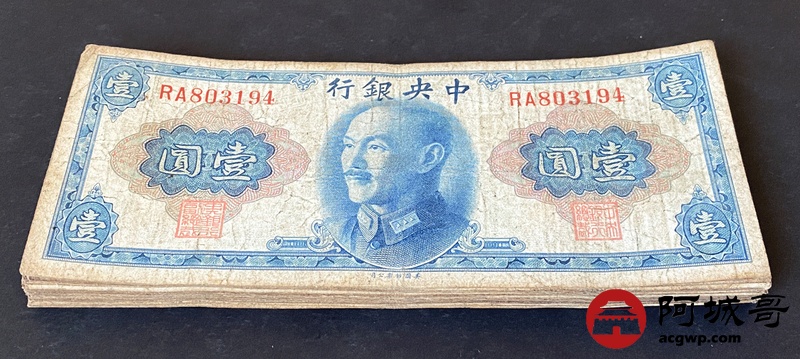 中央銀行
RA803194
RA803194
壹
壹
壹圓
壹圓
壹
壹
阿城哥
acgwp.com